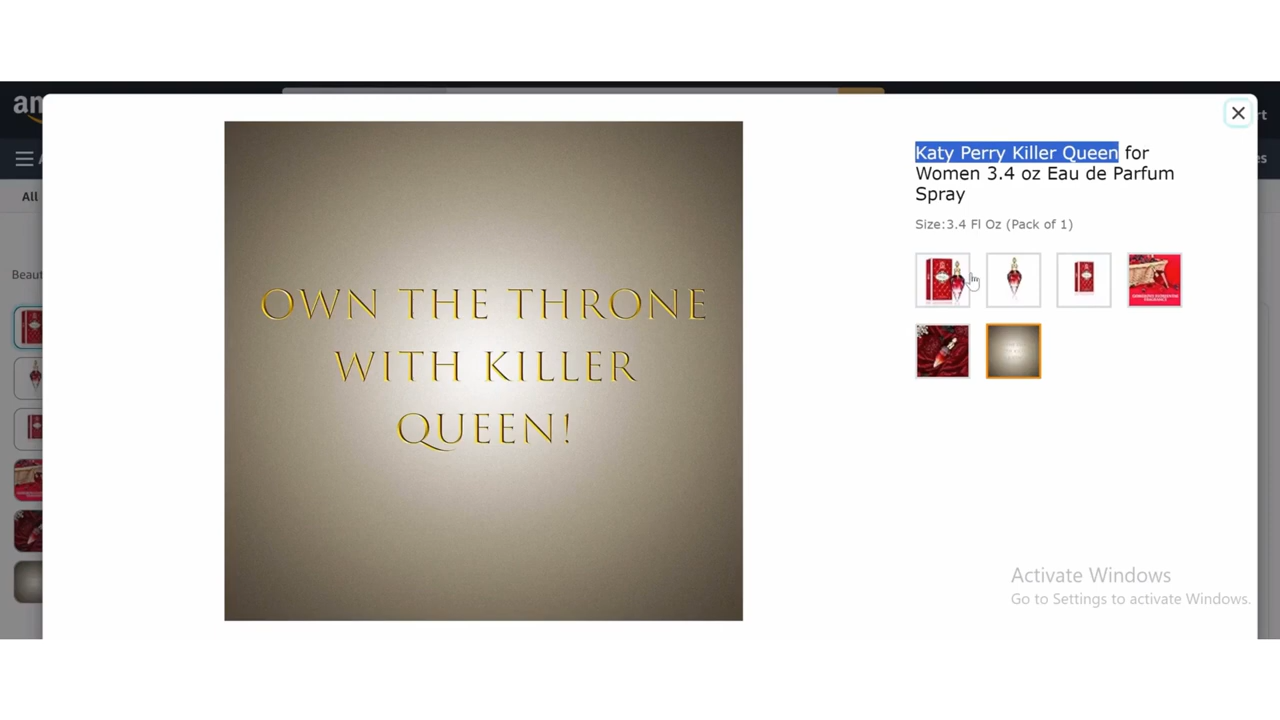 am
All
Beaut
OWN THE THRONE
WITH KILLER
QUEEN!
Katy Perry Killer Queen for
Women 3.4 oz Eau de Parfum
Spray
Size:3.4 Fl Oz (Pack of 1)
Activate Windows
Go to Settings to activate Windows.